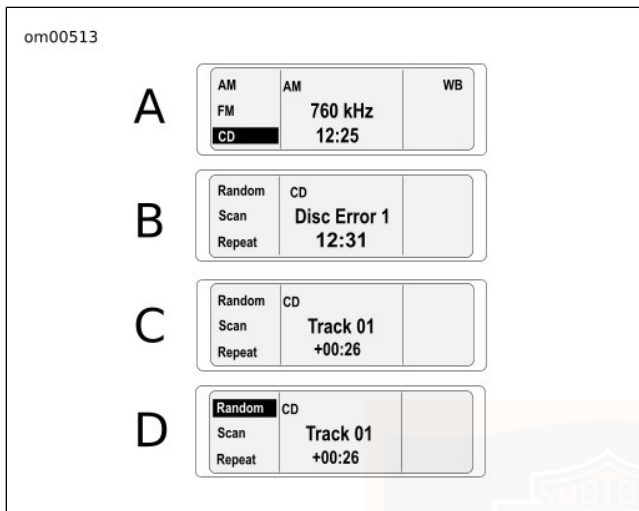 om00513
A
AM AM WB
FM 760 kHz
CD 12:25
B
Random CD
Scan Disc Error 1
Repeat 12:31
C
Random CD
Scan Track 01
Repeat +00:26
D
Random CD
Scan Track 01
Repeat +00:26
MOTO